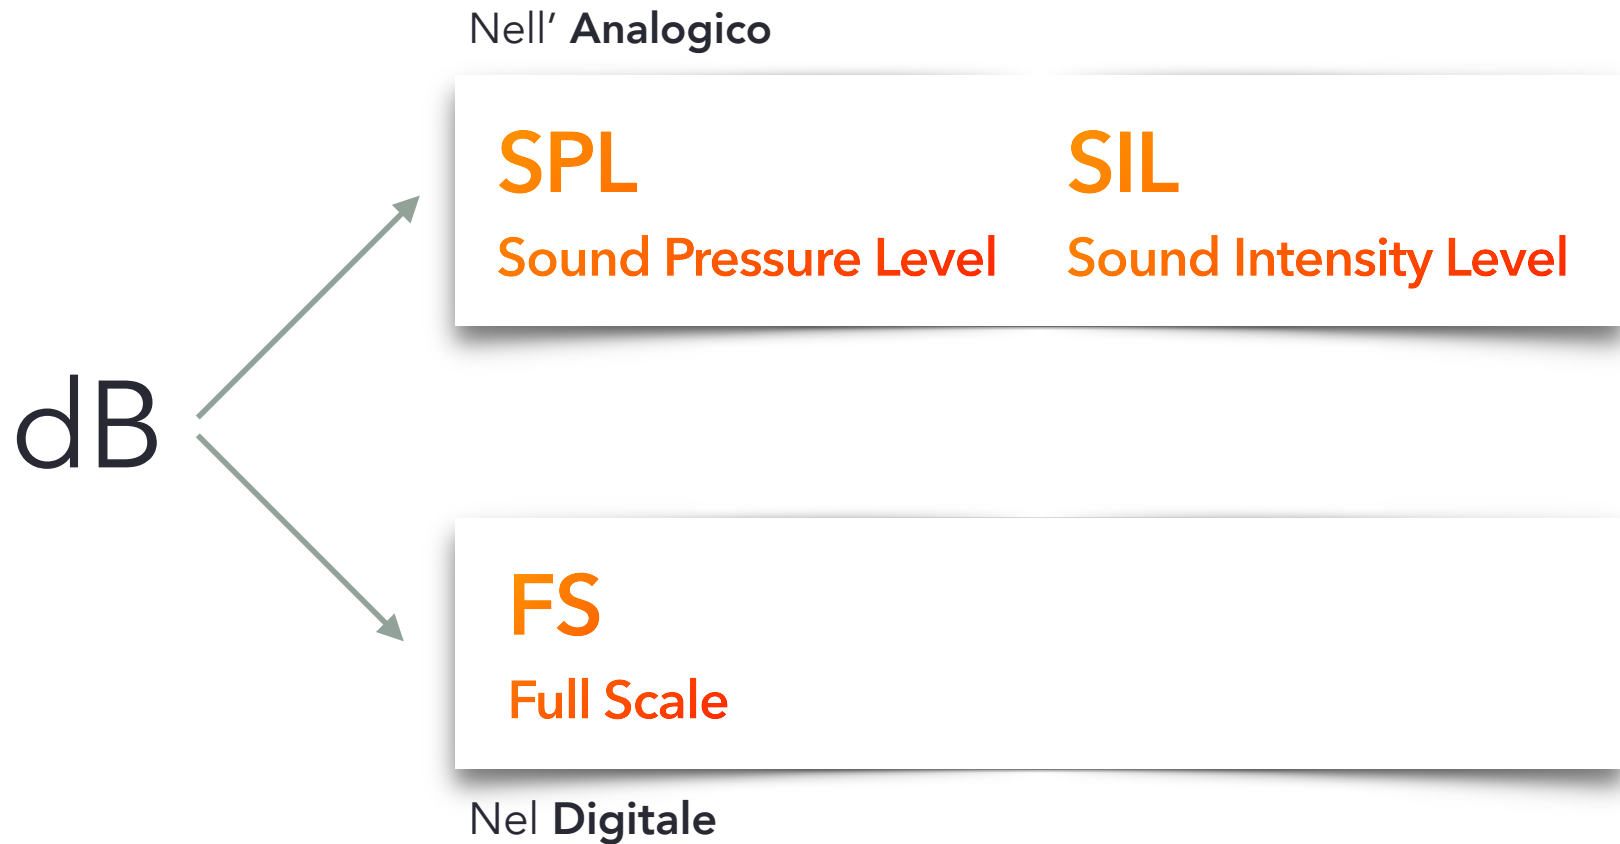 Nell’ Analogico
SPL
Sound Pressure Level
SIL
Sound Intensity Level
dB
FS
Full Scale
Nel Digitale